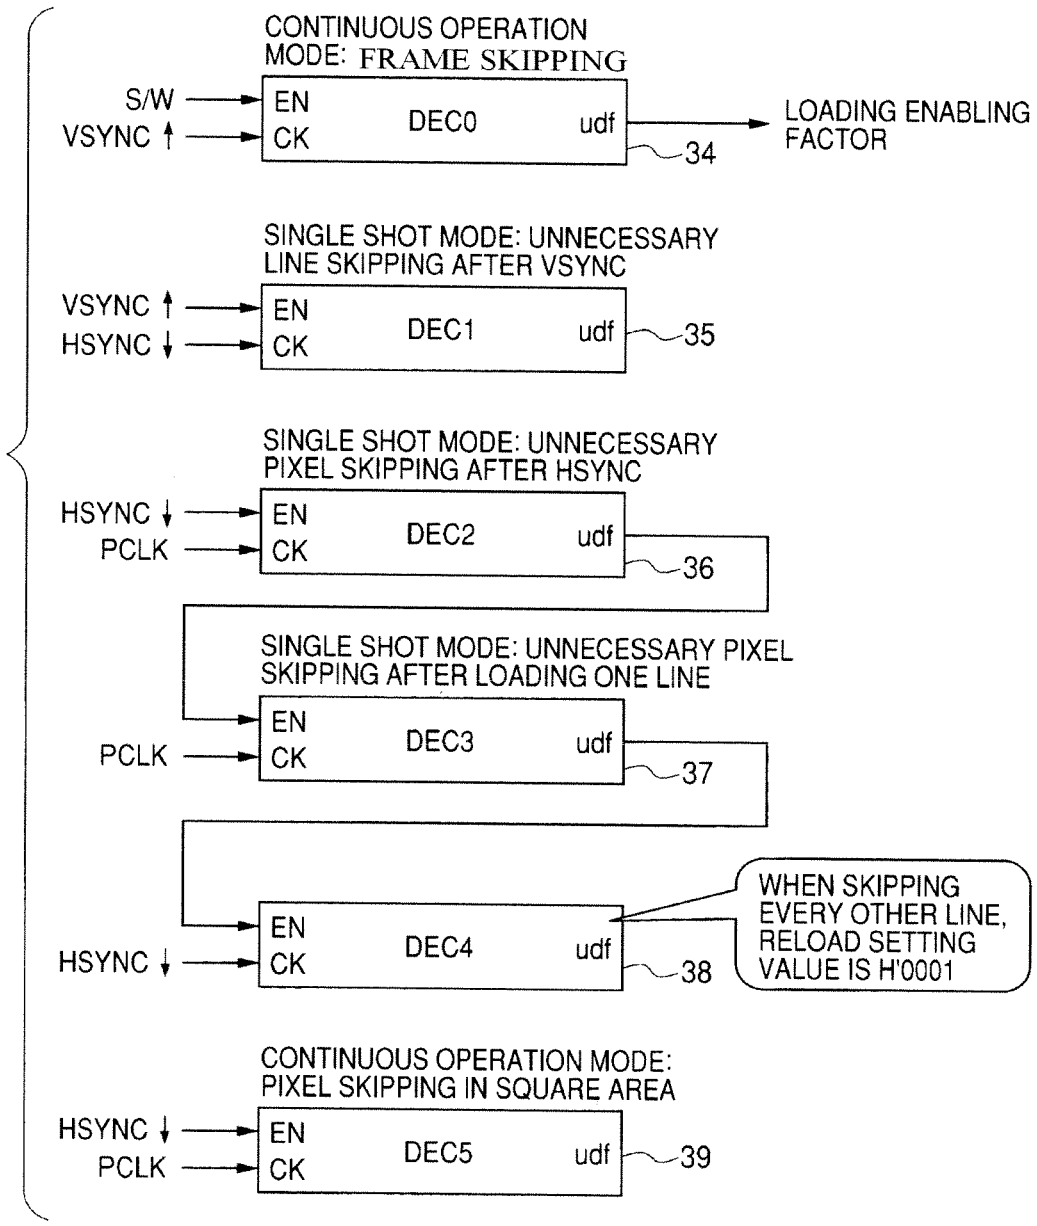 CONTINUOUS OPERATION
MODE: FRAME SKIPPING
S/W
EN
DEC0
udf
LOADING ENABLING
FACTOR
VSYNC ↑
CK
34
SINGLE SHOT MODE: UNNECESSARY
LINE SKIPPING AFTER VSYNC
VSYNC ↑
EN
DEC1
udf
35
HSYNC ↓
CK
SINGLE SHOT MODE: UNNECESSARY
PIXEL SKIPPING AFTER HSYNC
HSYNC ↓
EN
DEC2
udf
PCLK
CK
36
SINGLE SHOT MODE: UNNECESSARY PIXEL
SKIPPING AFTER LOADING ONE LINE
EN
DEC3
udf
PCLK
CK
37
WHEN SKIPPING
EVERY OTHER LINE,
RELOAD SETTING
VALUE IS H'0001
EN
DEC4
udf
HSYNC ↓
CK
38
CONTINUOUS OPERATION MODE:
PIXEL SKIPPING IN SQUARE AREA
HSYNC ↓
EN
DEC5
udf
39
PCLK
CK